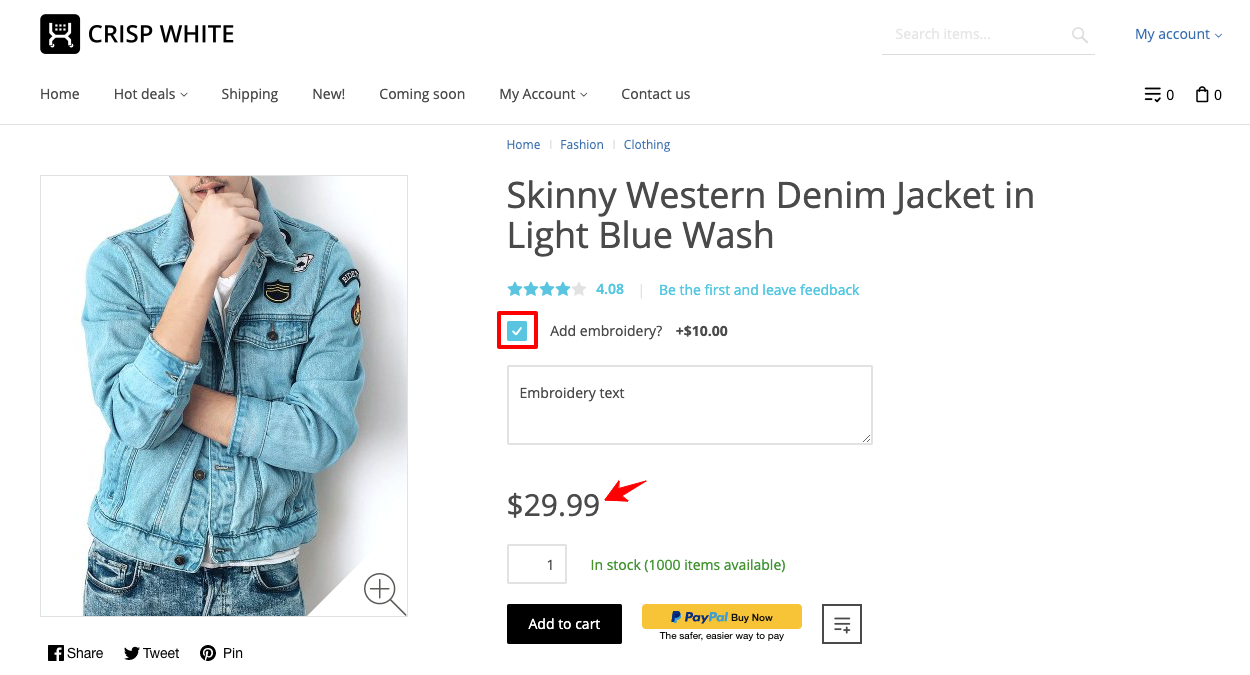 CRISP WHITE
Search items...
My account
Home
Hot deals
Shipping
New!
Coming soon
My Account
Contact us
0
0
Home
Fashion
Clothing
Skinny Western Denim Jacket in
Light Blue Wash
4.08
Be the first and leave feedback
Add embroidery? +$10.00
Embroidery text
$29.99
1
In stock (1000 items available)
Add to cart
PayPal Buy Now
The safer, easier way to pay
Share
Tweet
Pin